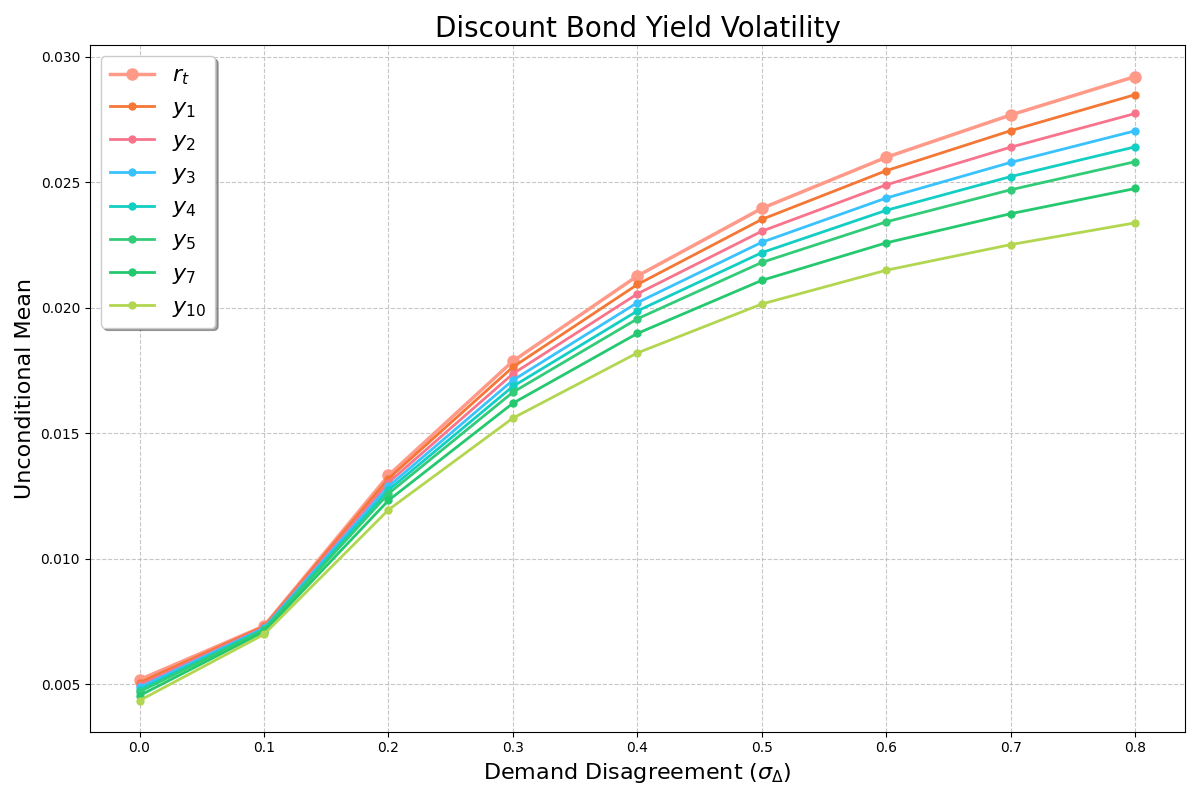 Discount Bond Yield Volatility
r_t
y_1
y_2
y_3
y_4
y_5
y_7
y_10
Unconditional Mean
0.030
0.025
0.020
0.015
0.010
0.005
0.0 0.1 0.2 0.3 0.4 0.5 0.6 0.7 0.8
Demand Disagreement (σ_Δ)